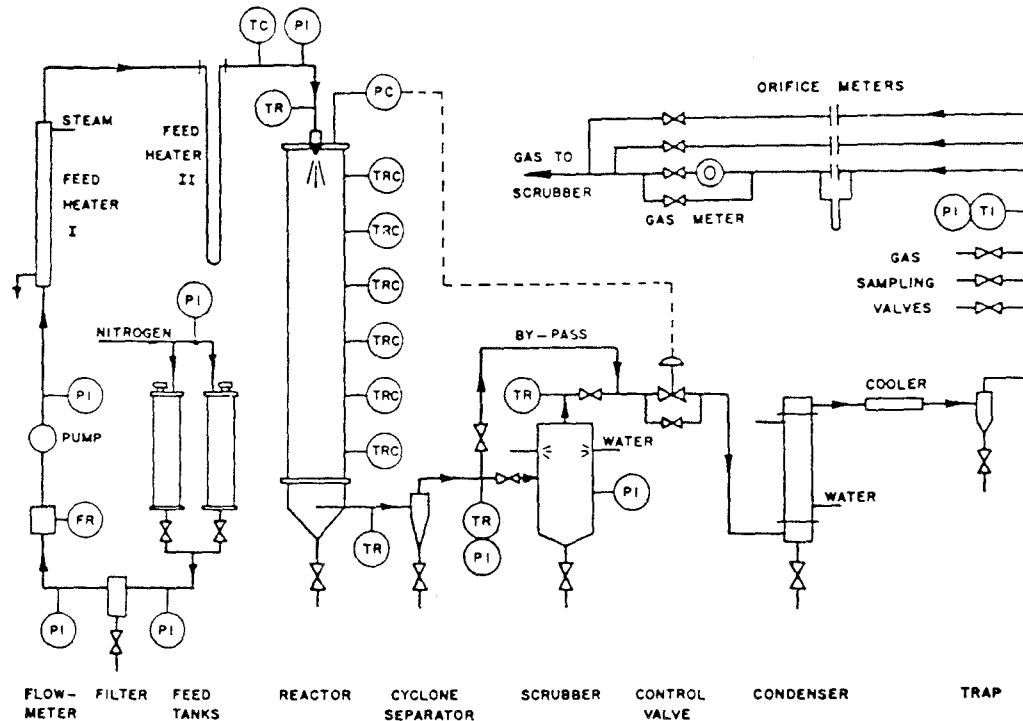 TC
PI
PC
TR
STEAM
FEED
HEATER
I
FEED
HEATER
II
TRC
TRC
TRC
TRC
TRC
TRC
ORIFICE METERS
GAS TO
SCRUBBER
GAS METER
PI
TI
GAS
SAMPLING
VALVES
PI
NITROGEN
PI
PUMP
FR
PI
PI
BY-PASS
TR
WATER
PI
TR
TR
PI
COOLER
WATER
FLOW-
METER
FILTER
FEED
TANKS
REACTOR
CYCLONE
SEPARATOR
SCRUBBER
CONTROL
VALVE
CONDENSER
TRAP